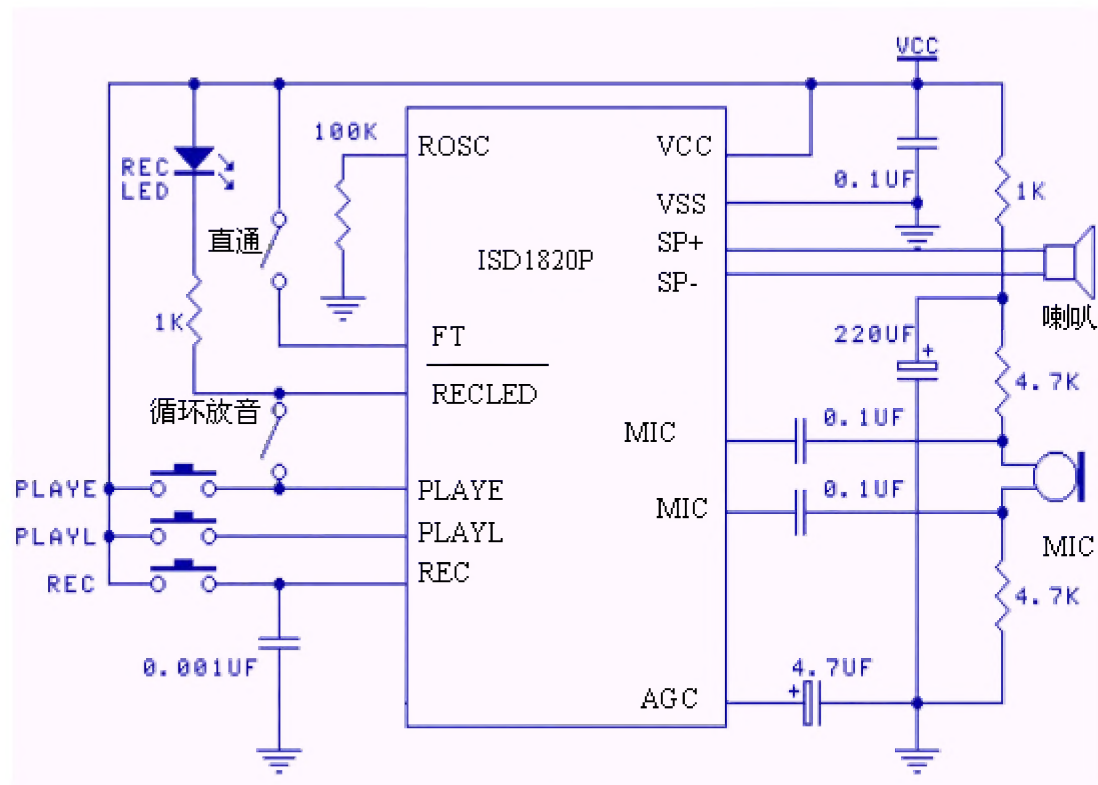 VCC
100K
ROSC
VCC
REC
LED
0.1UF
1K
VSS
直通
SP+
ISD1820P
SP-
喇叭
1K
FT
220UF
+
4.7K
RECLED
循环放音
0.1UF
MIC
PLAYE
PLAYE
0.1UF
MIC
PLAYL
PLAYL
MIC
REC
REC
4.7K
0.001UF
4.7UF
+
AGC